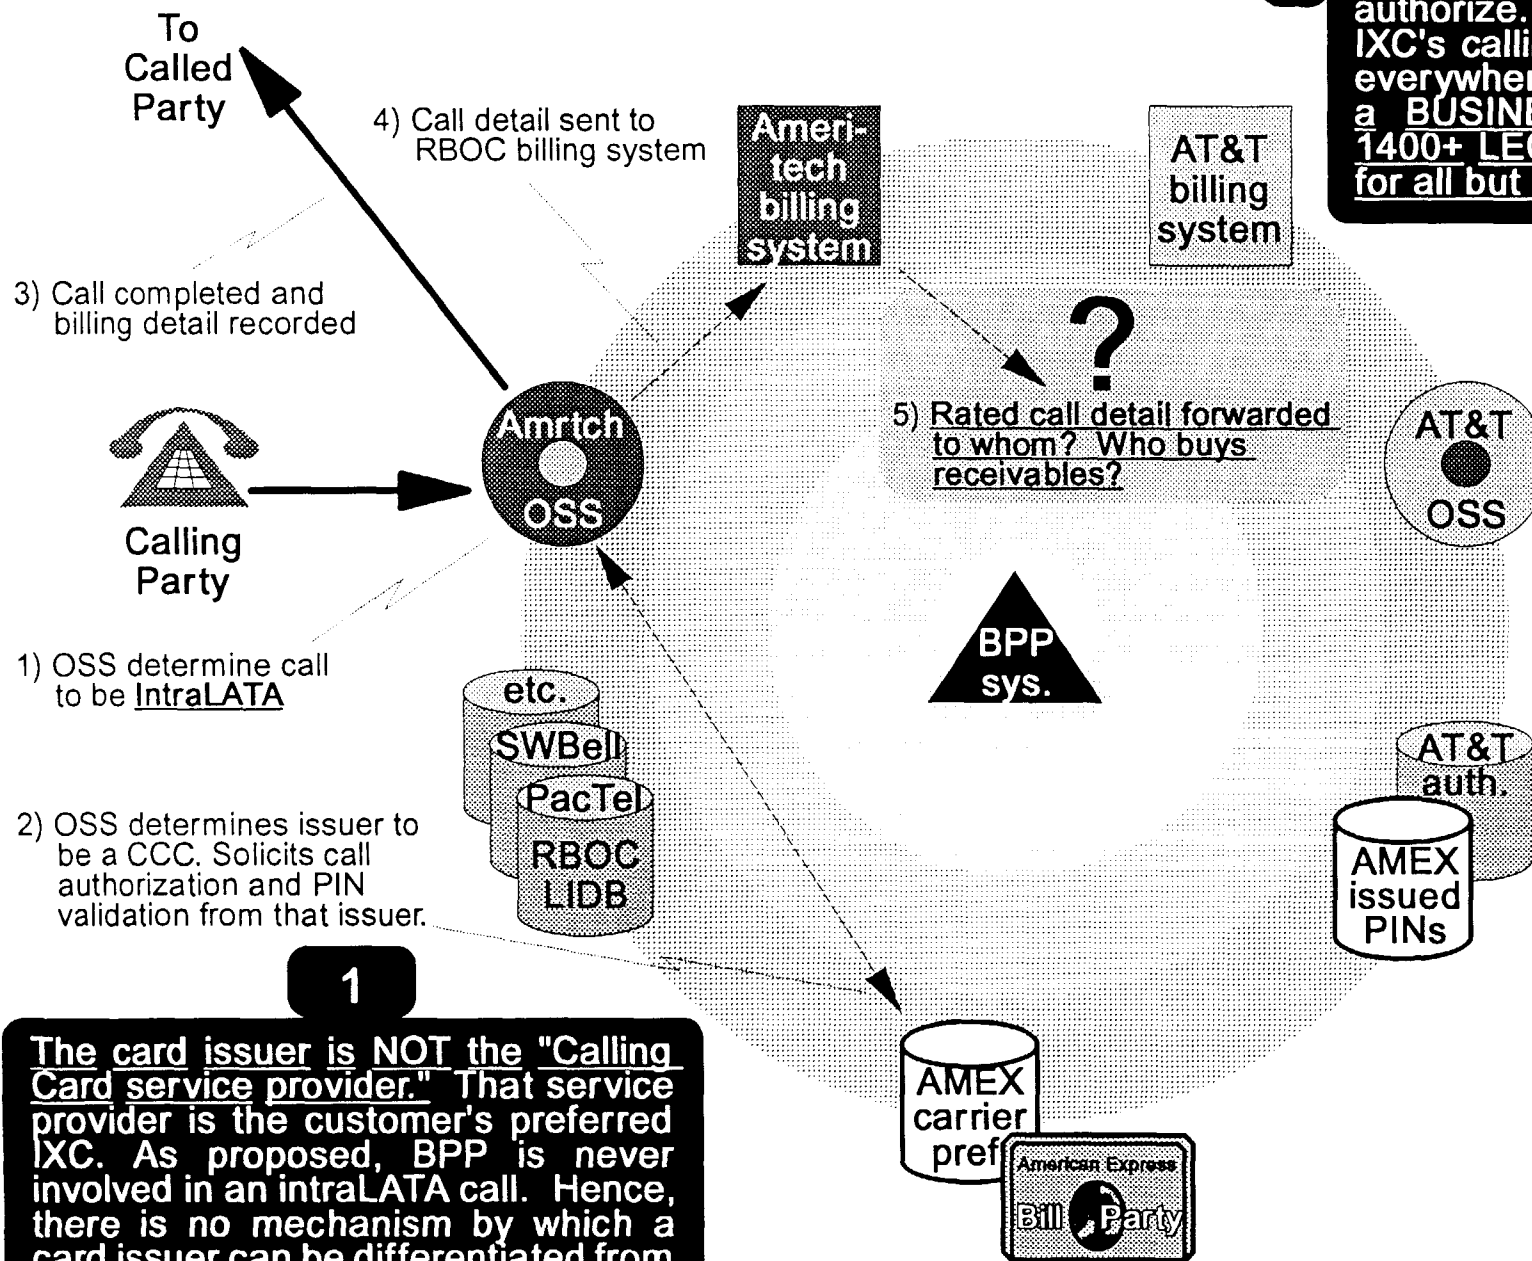 To
Called
Party
4) Call detail sent to
RBOC billing system
Ameri-
tech
billing
system
AT&T
billing
system
authorize.
IXC's
a
1400+
for all but
3) Call completed and
billing detail recorded
?
5) Rated call detail forwarded
to whom? Who buys
receivables?
Amrtch
OSS
AT&T
OSS
Calling
Party
BPP
sys.
1) OSS determine call
to be IntraLATA
etc.
SWBell
PacTel
RBOC
LIDB
AT&T
auth.
AMEX
issued
PINs
2) OSS determines issuer to
be a CCC. Solicits call
authorization and PIN
validation from that issuer.
1
The card issuer is NOT the "Calling
Card service provider." That service
provider is the customer's preferred
IXC. As proposed, BPP is never
involved in an intraLATA call. Hence,
there is no mechanism by which a
card issuer can be differentiated from
AMEX
carrier
pref
American Express
Bill Party